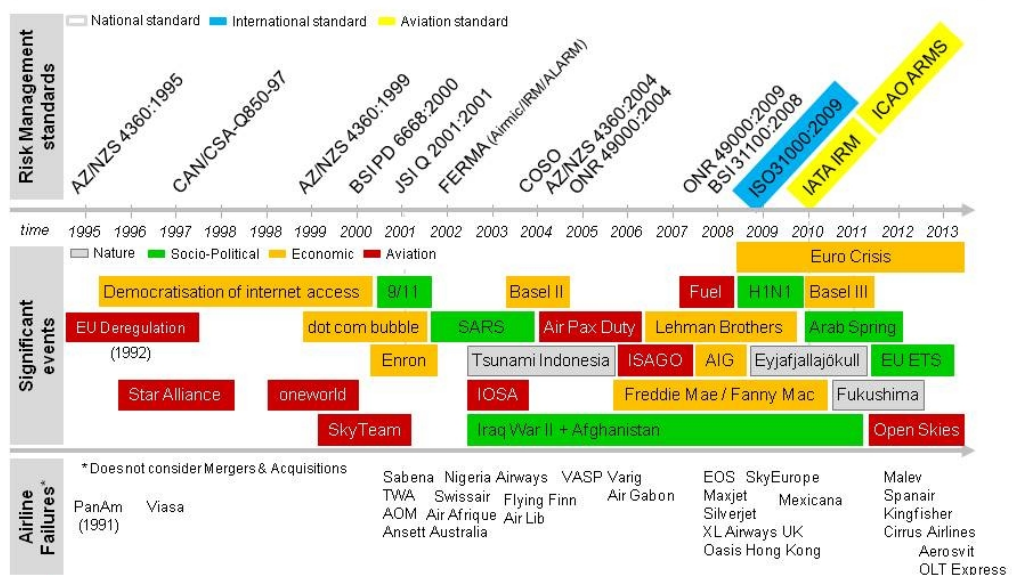 Risk Management
standards
National standard
International standard
Aviation standard
AZ/NZS 4360:1995
CAN/CSA-Q850-97
AZ/NZS 4360:1999
BSI PD 6668:2000
JSI Q 2001:2001
FERMA (Airmic/IRM/ALARM)
COSO
AZ/NZS 4360:2004
ONR 49000:2004
ONR 49000:2009
BSI 31100:2008
ISO31000:2009
IATA IRM
ICAO ARMS
time 1995 1996 1997 1998 1999 2000 2001 2002 2003 2004 2005 2006 2007 2008 2009 2010 2011 2012 2013
Significant
events
Nature
Socio-Political
Economic
Aviation
Euro Crisis
Democratisation of internet access
9/11
Basel II
Fuel
H1N1
Basel III
EU Deregulation
(1992)
dot com bubble
SARS
Air Pax Duty
Lehman Brothers
Arab Spring
Enron
Tsunami Indonesia
ISAGO
AIG
Eyjafjallajökull
EU ETS
Star Alliance
oneworld
IOSA
Freddie Mae / Fanny Mac
Fukushima
SkyTeam
Iraq War II + Afghanistan
Open Skies
Airline
Failures*
*Does not consider Mergers & Acquisitions
PanAm
(1991)
Viasa
Sabena
TWA
AOM
Ansett Australia
Nigeria Airways
Swissair
Air Afrique
Flying Finn
Air Lib
VASP
Varig
Air Gabon
EOS
SkyEurope
Maxjet
Mexicana
Silverjet
XL Airways UK
Oasis Hong Kong
Malev
Spanair
Kingfisher
Cirrus Airlines
Aerosvit
OLT Express